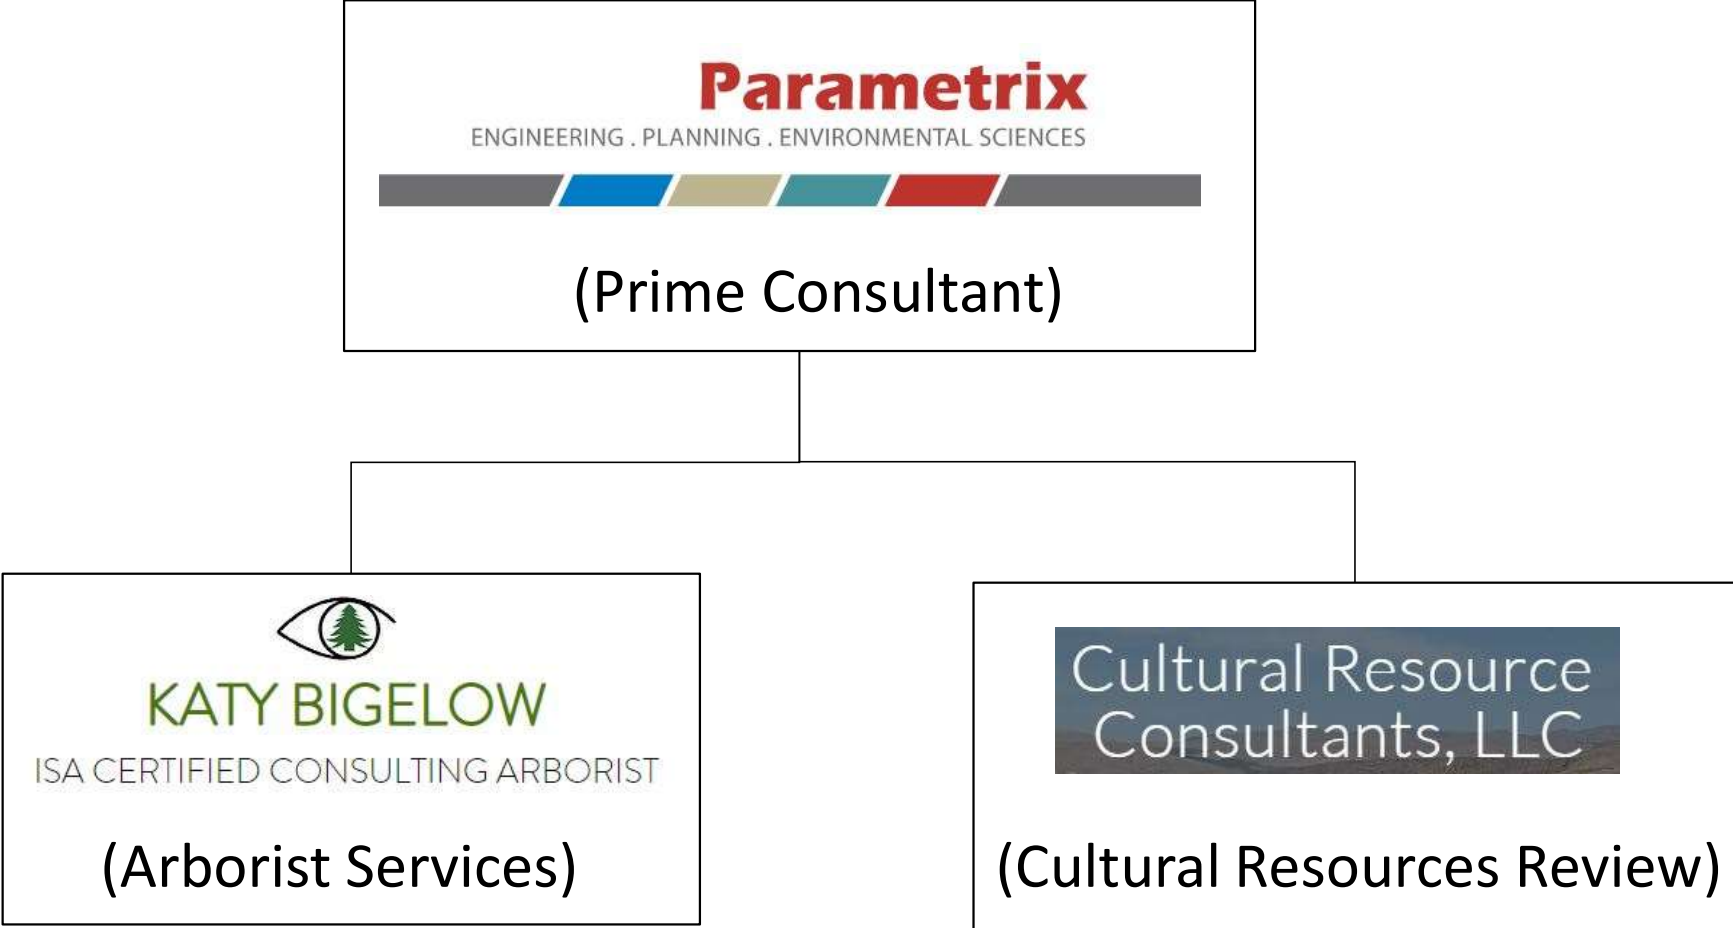 Parametrix
ENGINEERING . PLANNING . ENVIRONMENTAL SCIENCES
(Prime Consultant)
KATY BIGELOW
ISA CERTIFIED CONSULTING ARBORIST
(Arborist Services)
Cultural Resource
Consultants, LLC
(Cultural Resources Review)